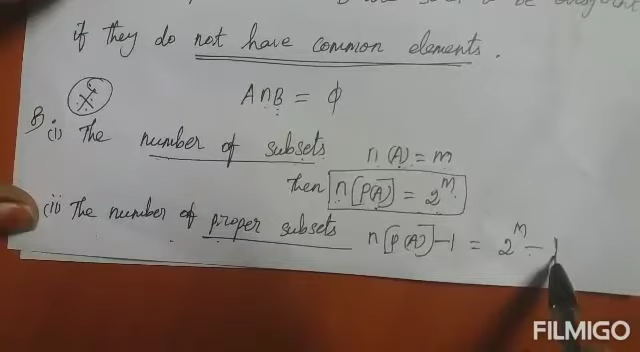 if they do not have common elements.
A∩B = ϕ
8. (i) The number of subsets n(A) = m
then n[P(A)] = 2^m
(ii) The number of proper subsets n[P(A)]-1 = 2^m - 1
FILMIGO